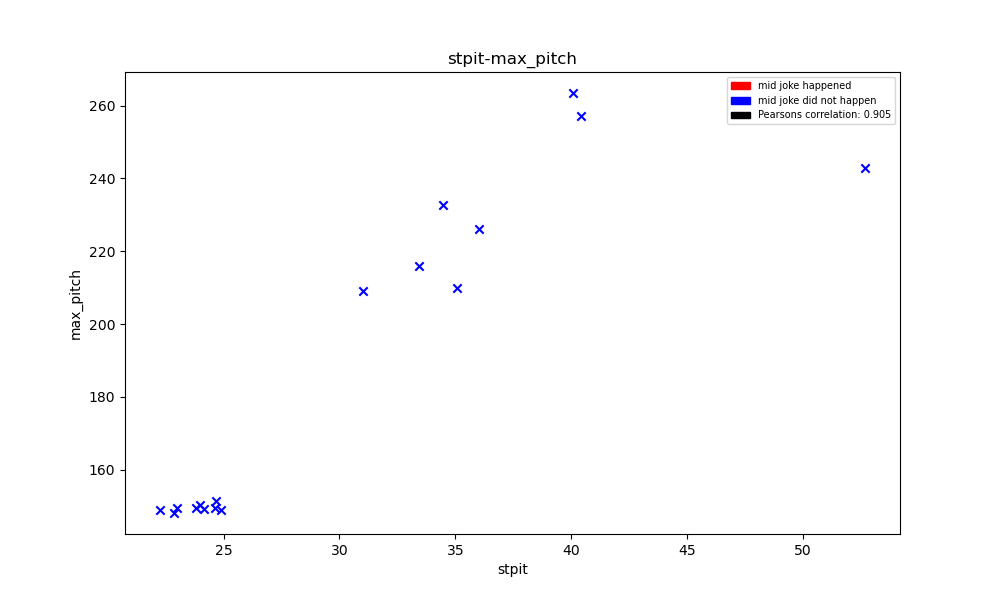 stpit-max_pitch
mid joke happened
mid joke did not happen
Pearsons correlation: 0.905
max_pitch
260
240
220
200
180
160
25 30 35 40 45 50
stpit